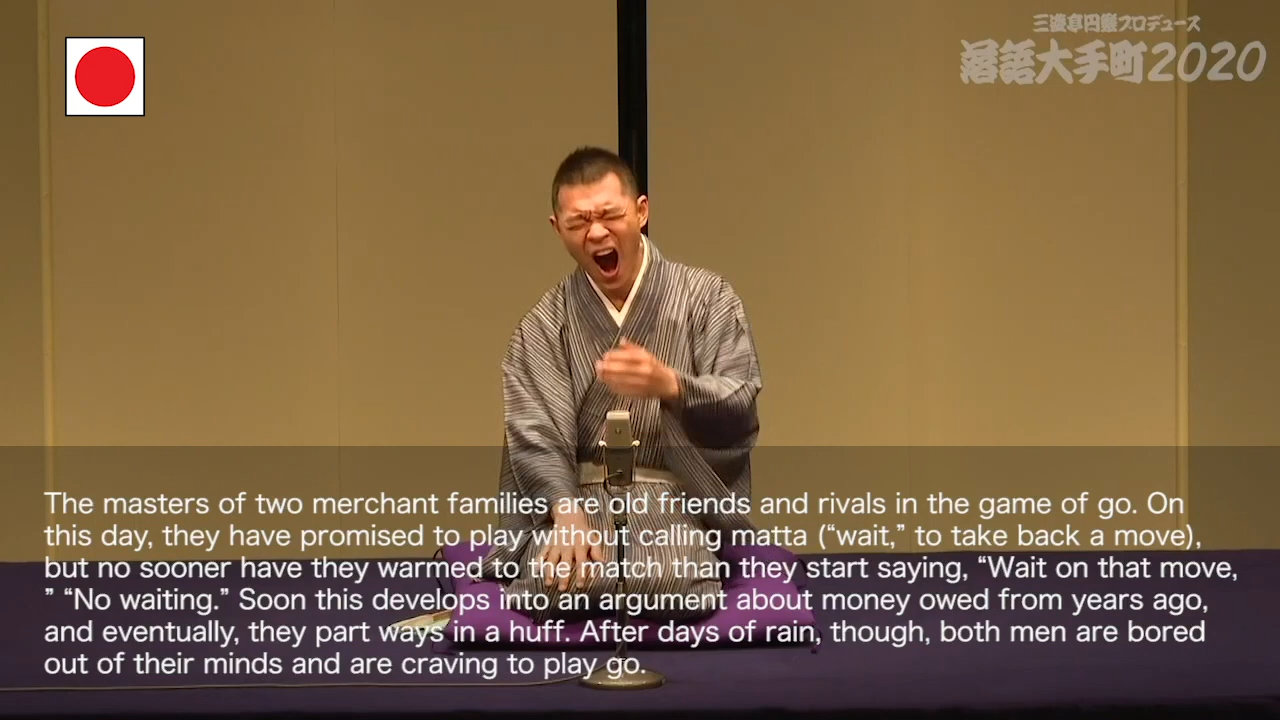 三遊亭円楽プロデュース
落語大手町2020
The masters of two merchant families are old friends and rivals in the game of go. On
this day, they have promised to play without calling matta (“wait,” to take back a move),
but no sooner have they warmed to the match than they start saying, “Wait on that move,
” “No waiting.” Soon this develops into an argument about money owed from years ago,
and eventually, they part ways in a huff. After days of rain, though, both men are bored
out of their minds and are craving to play go.